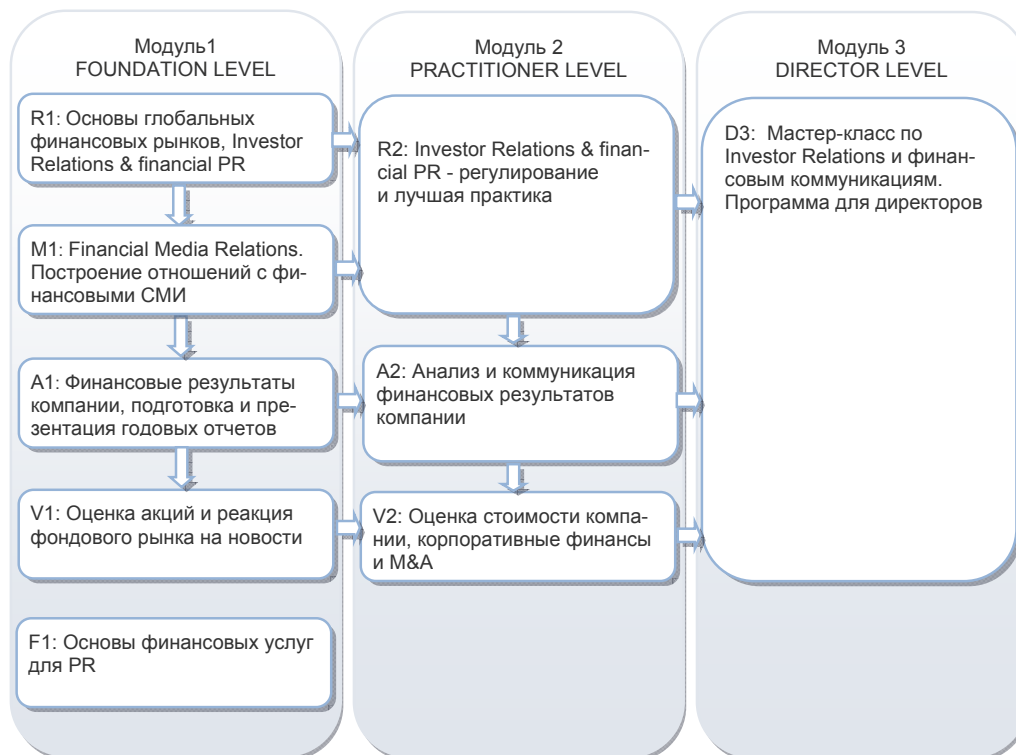 Модуль1
FOUNDATION LEVEL
R1: Основы глобальных
финансовых рынков, Investor
Relations & financial PR
M1: Financial Media Relations.
Построение отношений с фи-
нансовыми СМИ
A1: Финансовые результаты
компании, подготовка и пре-
зентация годовых отчетов
V1: Оценка акций и реакция
фондового рынка на новости
F1: Основы финансовых услуг
для PR
Модуль 2
PRACTITIONER LEVEL
R2: Investor Relations & finan-
cial PR - регулирование
и лучшая практика
A2: Анализ и коммуникация
финансовых результатов
компании
V2: Оценка стоимости компа-
нии, корпоративные финансы
и M&A
Модуль 3
DIRECTOR LEVEL
D3: Мастер-класс по
Investor Relations и финан-
совым коммуникациям.
Программа для директоров